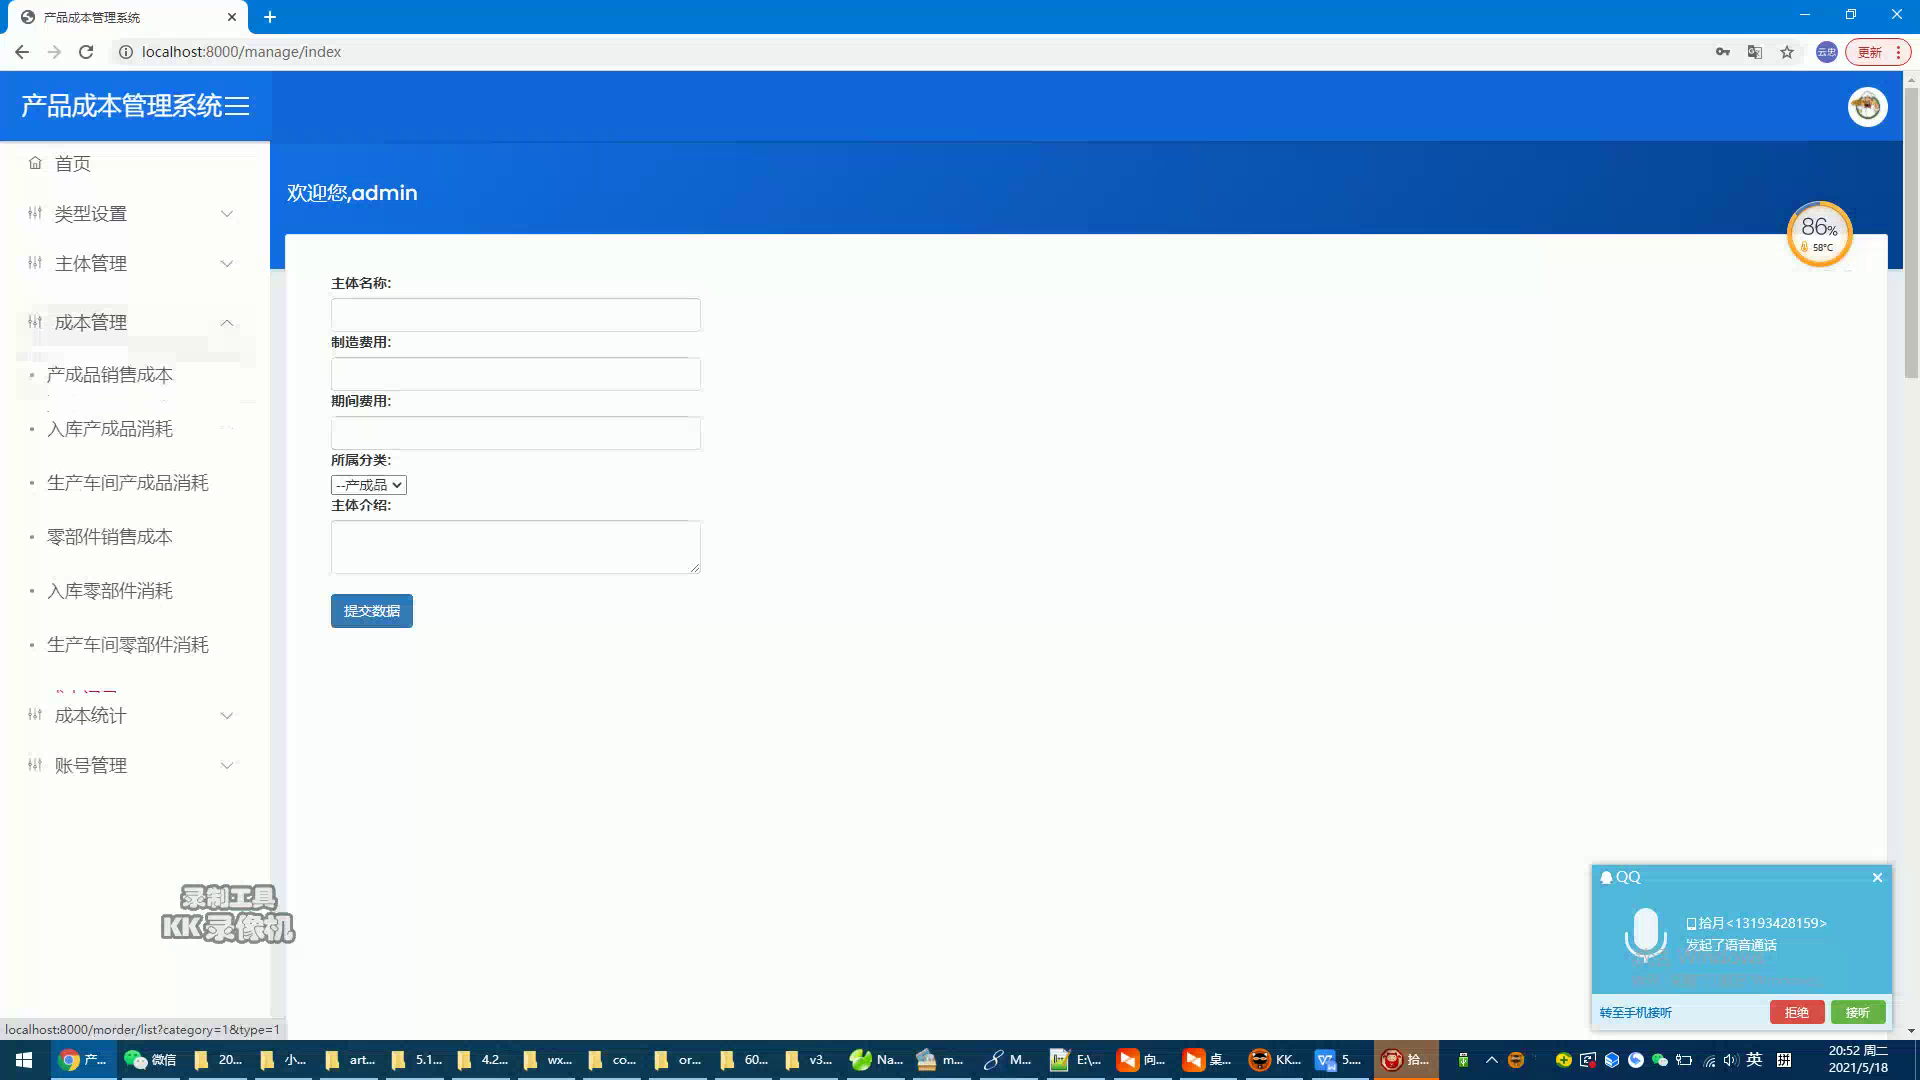 产品成本管理系统
localhost:8000/manage/index
更新
产品成本管理系统
首页
类型设置
主体管理
成本管理
产成品销售成本
入库产成品消耗
生产车间产成品消耗
零部件销售成本
入库零部件消耗
生产车间零部件消耗
成本统计
账号管理
欢迎您,admin
86%
58°C
主体名称:
制造费用:
期间费用:
所属分类:
--产成品
主体介绍:
提交数据
录制工具
KK录像机
QQ
拾月<13193428159>
发起了语音通话
转至手机接听
拒绝
接听
localhost:8000/morder/list?category=1&type=1
产...
微信
20...
小...
art...
5.1...
4.2...
wx...
co...
or...
60...
v3...
Na...
m...
M...
E:\...
向...
桌...
KK...
5....
拾...
英
拼
20:52 周二
2021/5/18